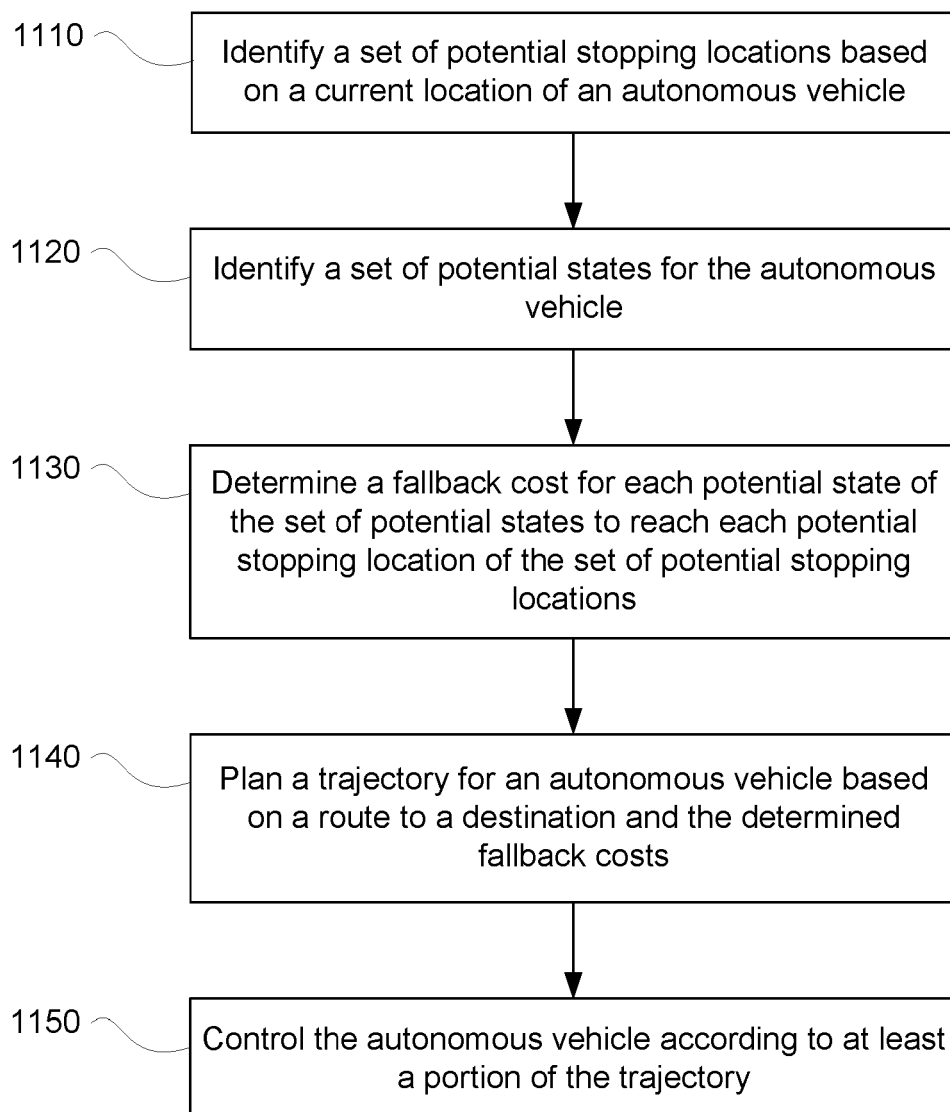 1110
Identify a set of potential stopping locations based
on a current location of an autonomous vehicle
1120
Identify a set of potential states for the autonomous
vehicle
1130
Determine a fallback cost for each potential state of
the set of potential states to reach each potential
stopping location of the set of potential stopping
locations
1140
Plan a trajectory for an autonomous vehicle based
on a route to a destination and the determined
fallback costs
1150
Control the autonomous vehicle according to at least
a portion of the trajectory